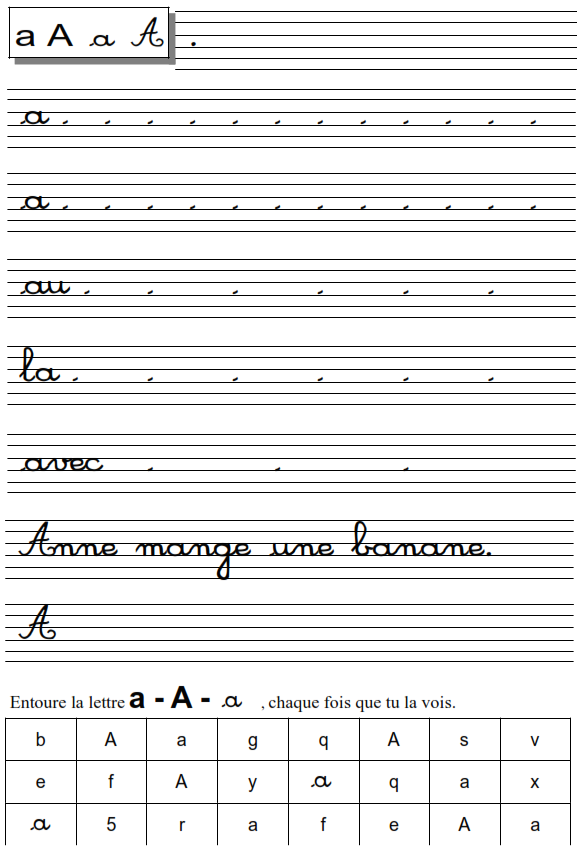 a A a A .
a
a
au
la
avec
Anne mange une banane.
A
Entoure la lettre a - A - a , chaque fois que tu la vois.
b A a g q A s v
e f A y a q a x
a 5 r a f e A a